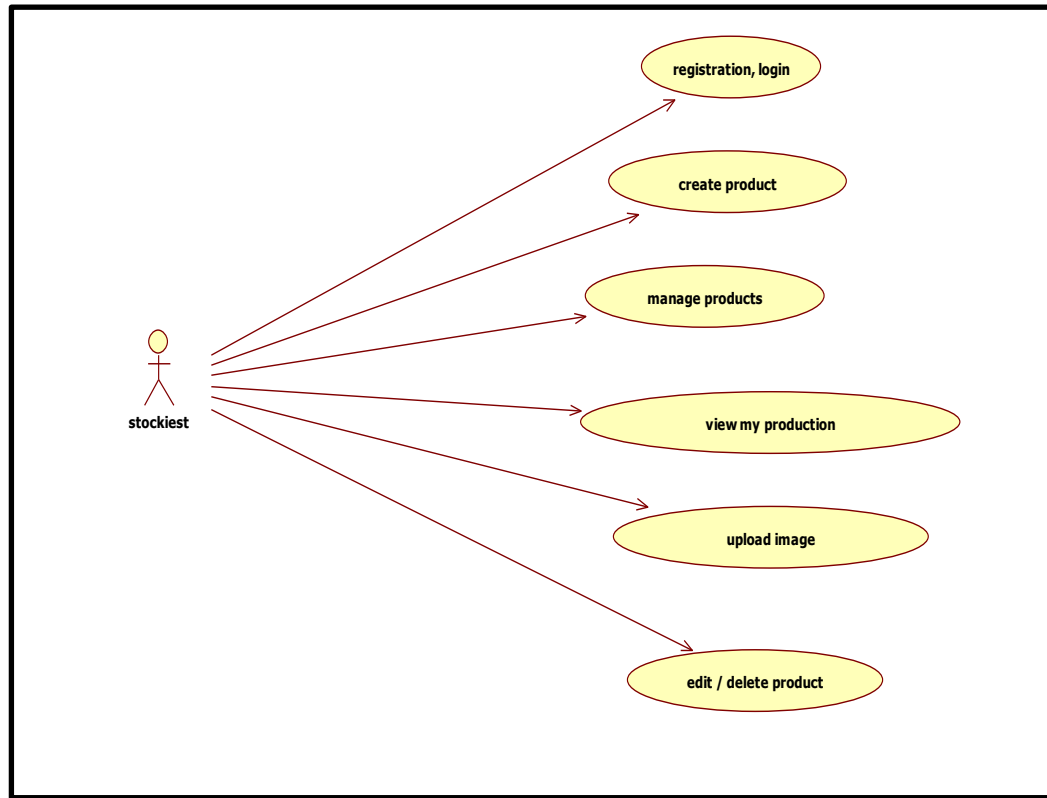 registration, login
create product
manage products
stockiest
view my production
upload image
edit / delete product